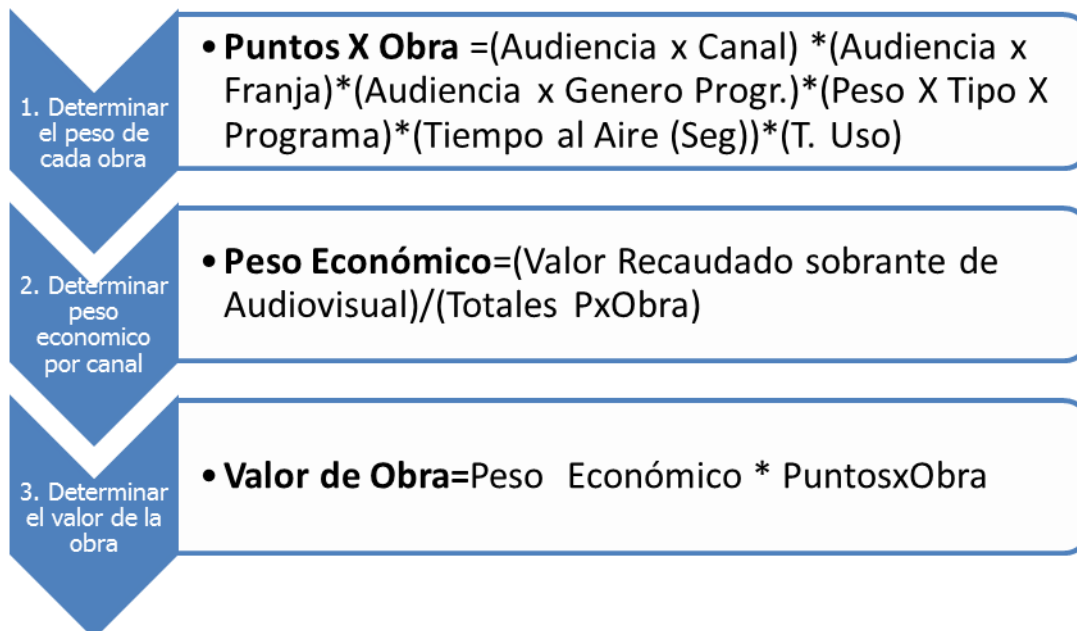 1. Determinar
el peso de
cada obra
• Puntos X Obra =(Audiencia x Canal) *(Audiencia x
Franja)*(Audiencia x Genero Progr.)*(Peso X Tipo X
Programa)*(Tiempo al Aire (Seg))*(T. Uso)
2. Determinar
peso
economico
por canal
• Peso Económico=(Valor Recaudado sobrante de
Audiovisual)/(Totales PxObra)
3. Determinar
el valor de la
obra
• Valor de Obra=Peso Económico * PuntosxObra